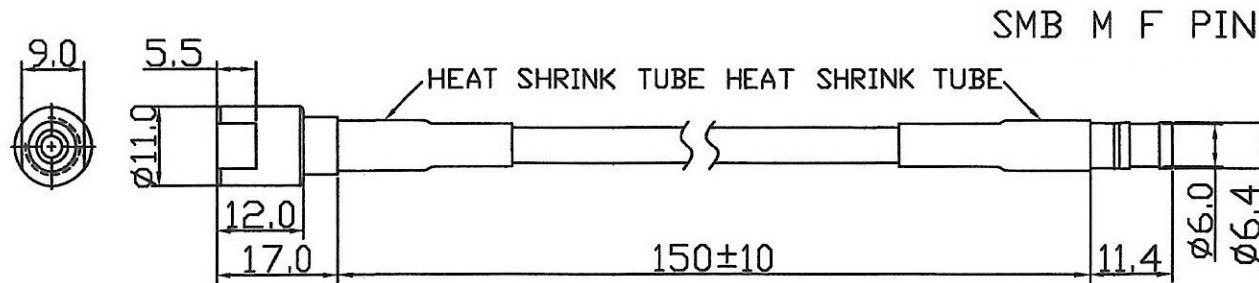 SMB M F PIN
9.0
5.5
HEAT SHRINK TUBE HEAT SHRINK TUBE
Ø11.0
12.0
17.0
150±10
11.4
Ø6.0
Ø6.4